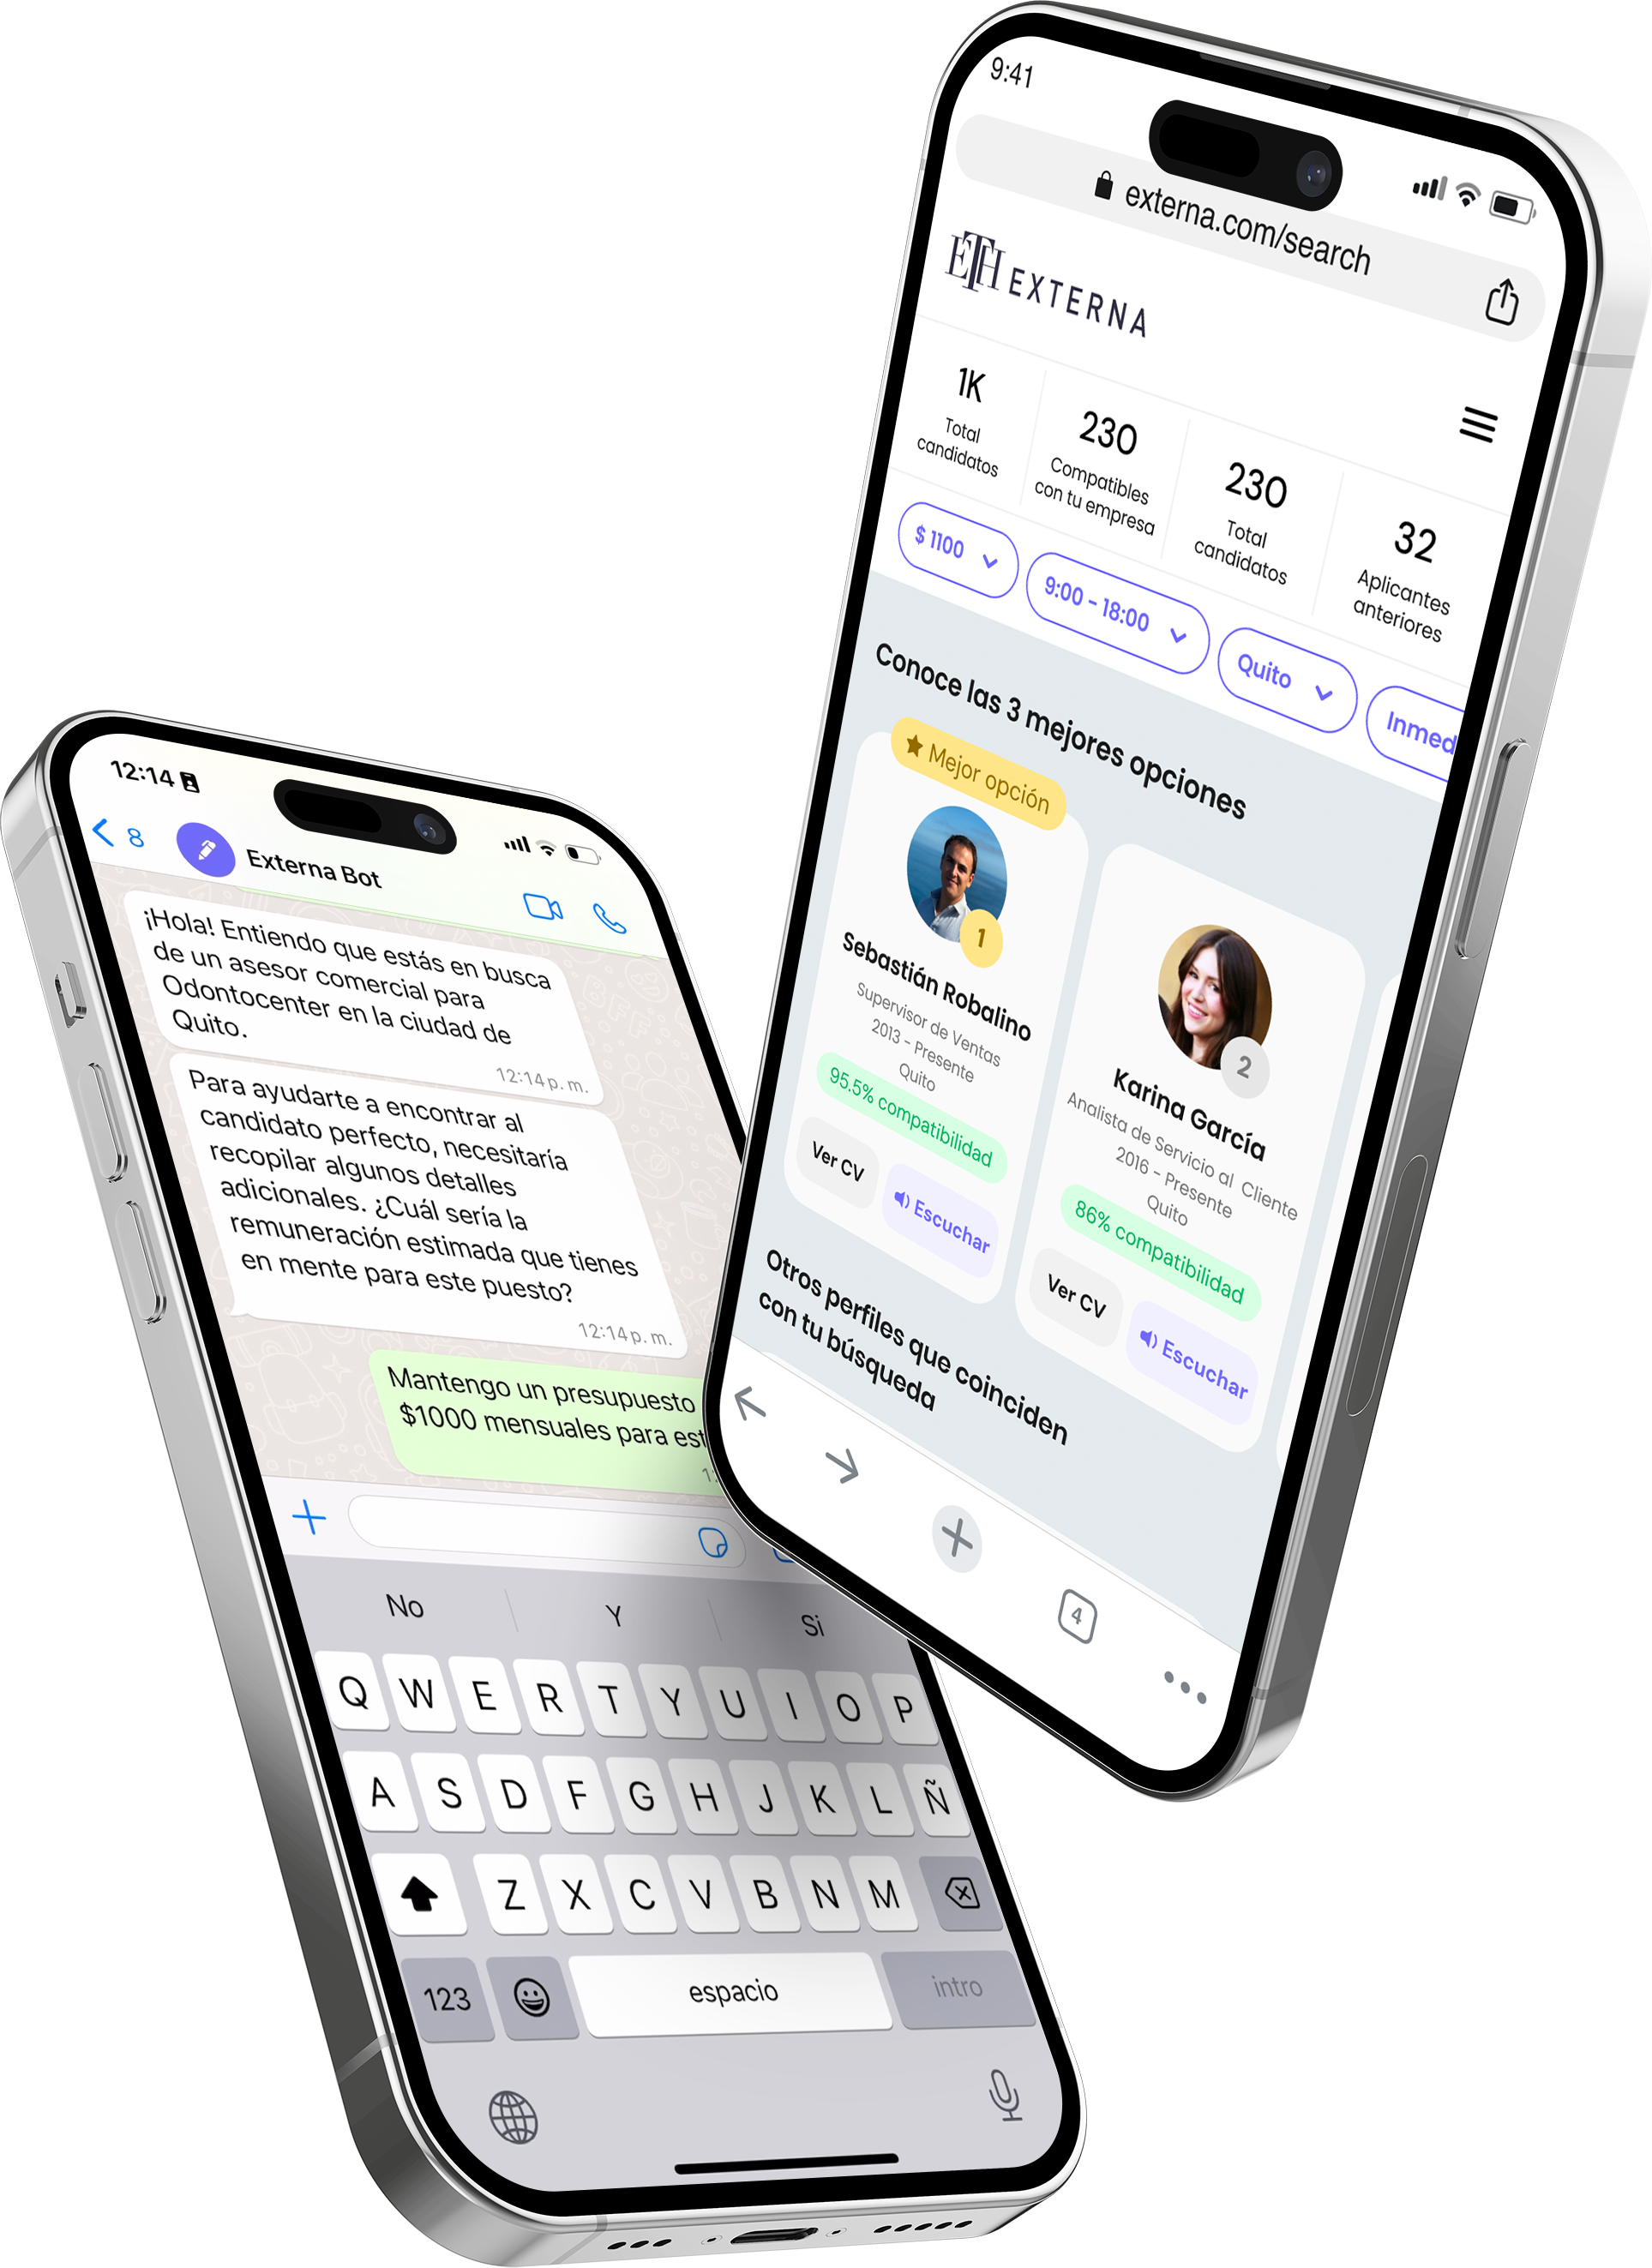 9:41
externa.com/search
ETH EXTERNA
1K
Total
candidatos
230
Compatibles
con tu empresa
230
Total
candidatos
32
Aplicantes
anteriores
$ 1100
9:00 - 18:00
Quito
Inmed
Conoce las 3 mejores opciones
Mejor opción
1
Sebastián Robalino
Supervisor de Ventas
2013 - Presente
Quito
95.5% compatibilidad
Ver CV
Escuchar
2
Karina García
Analista de Servicio al Cliente
2016 - Presente
Quito
86% compatibilidad
Ver CV
Escuchar
Otros perfiles que coinciden
con tu búsqueda
4
12:14
8
Externa Bot
¡Hola! Entiendo que estás en busca
de un asesor comercial para
Odontocenter en la ciudad de
Quito.
12:14 p. m.
Para ayudarte a encontrar al
candidato perfecto, necesitaría
recopilar algunos detalles
adicionales. ¿Cuál sería la
remuneración estimada que tienes
en mente para este puesto?
12:14 p. m.
Mantengo un presupuesto
$1000 mensuales para est
No Y Si
Q W E R T Y U I O P
A S D F G H J K L Ñ
Z X C V B N M
123 espacio intro